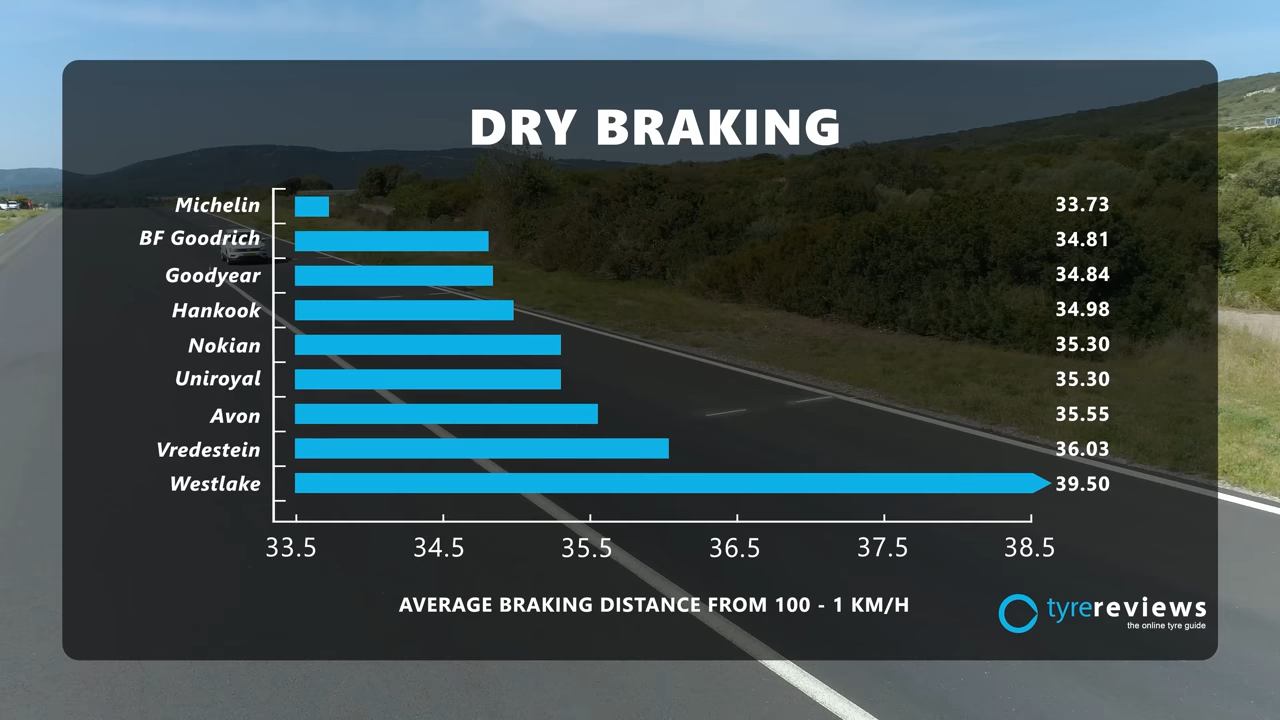 DRY BRAKING
Michelin 33.73
BF Goodrich 34.81
Goodyear 34.84
Hankook 34.98
Nokian 35.30
Uniroyal 35.30
Avon 35.55
Vredestein 36.03
Westlake 39.50
33.5 34.5 35.5 36.5 37.5 38.5
AVERAGE BRAKING DISTANCE FROM 100 - 1 KM/H
tyrereviews
the online tyre guide